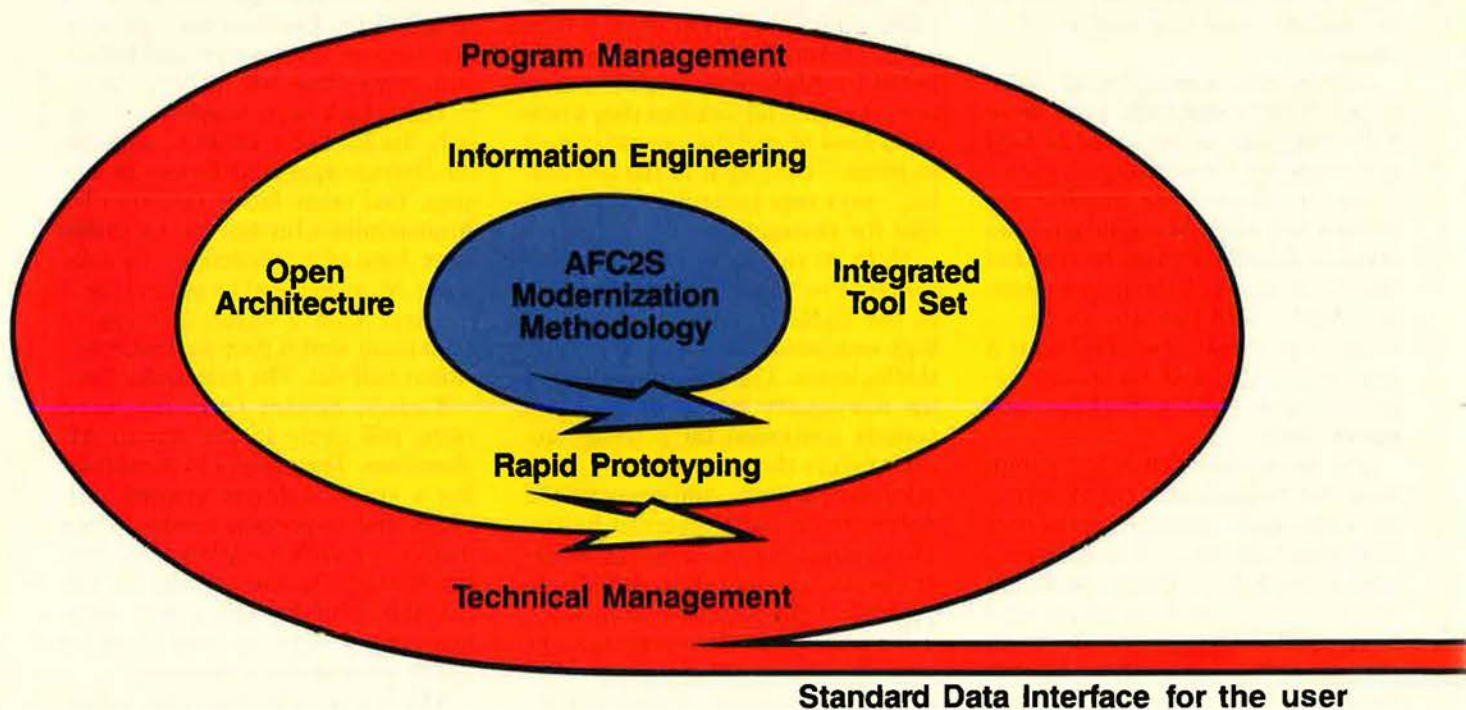 Program Management
Information Engineering
Open
Architecture
AFC2S
Modernization
Methodology
Integrated
Tool Set
Rapid Prototyping
Technical Management
Standard Data Interface for the user